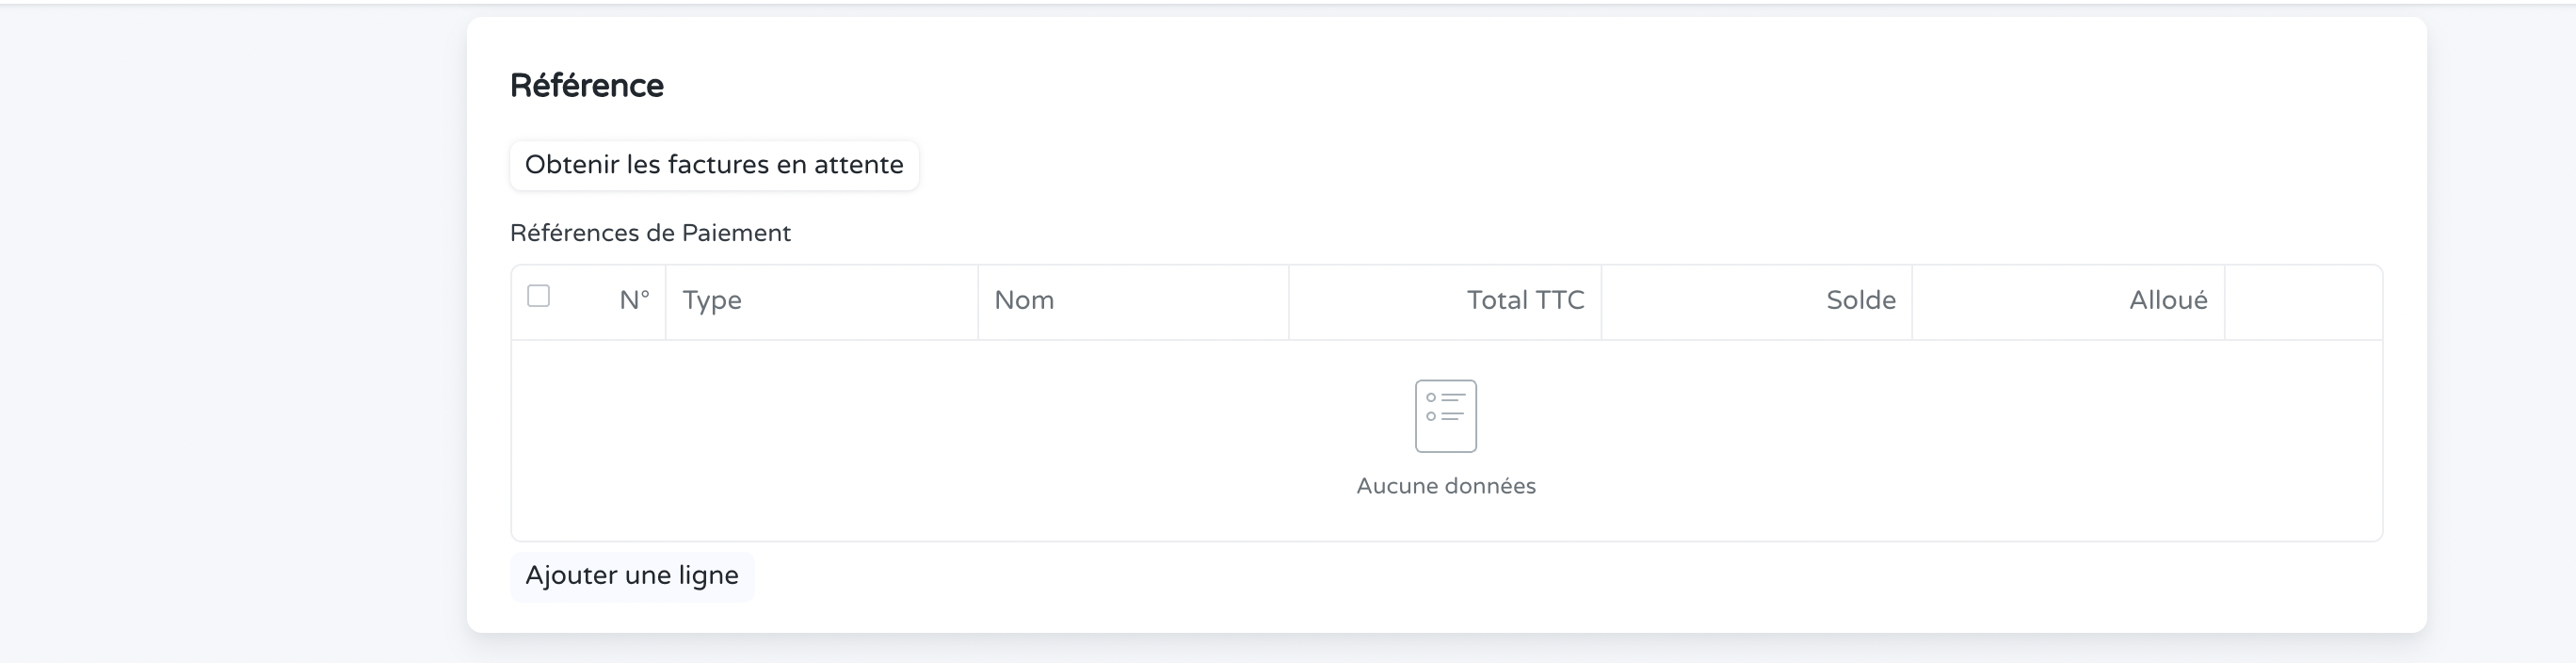 Référence
Obtenir les factures en attente
Références de Paiement
N° Type Nom Total TTC Solde Alloué
Aucune données
Ajouter une ligne